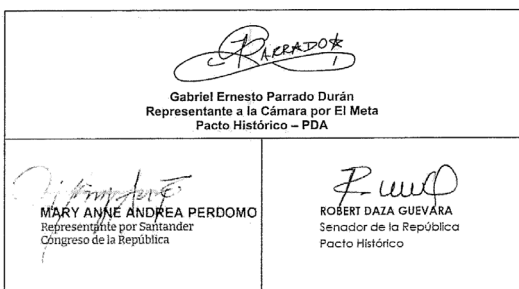 PARRADO
Gabriel Ernesto Parrado Durán
Representante a la Cámara por El Meta
Pacto Histórico – PDA
MARY ANNE ANDREA PERDOMO
Representante por Santander
Congreso de la República
ROBERT DAZA GUEVARA
Senador de la República
Pacto Histórico